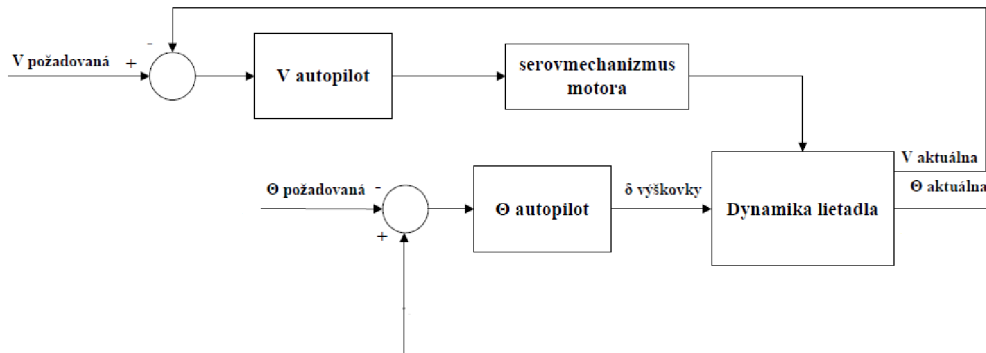 -
V požadovaná +
V autopilot
serovmechanizmus
motora
V aktuálna
Θ požadovaná -
δ výškovky
Θ aktuálna
Θ autopilot
Dynamika lietadla
+